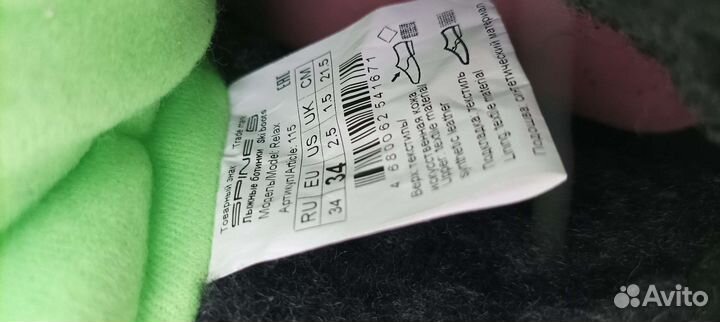 Товарный знак Trade mark
SPINE
Лыжные ботинки Ski boots
Модель/Model: Relax
Артикул/Article: 115
RU EU US UK CM
34 34 2.5 1.5 21.5
EAC
4 680062 541671
Верх: текстиль/
искусственная кожа
Upper: textile material/
synthetic leather
Подкладка: текстиль
Lining: textile material
Подошва: синтетический материал
Avito